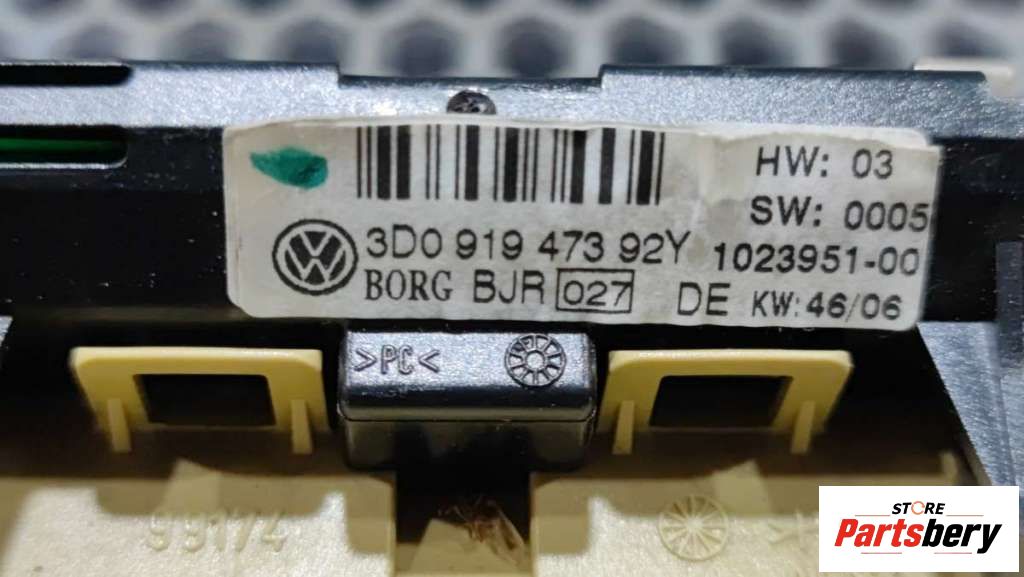 HW: 03
SW: 0005
3D0 919 473 92Y 1023951-00
BORG BJR 027 DE KW: 46/06
>PC<
STORE
Partsbery